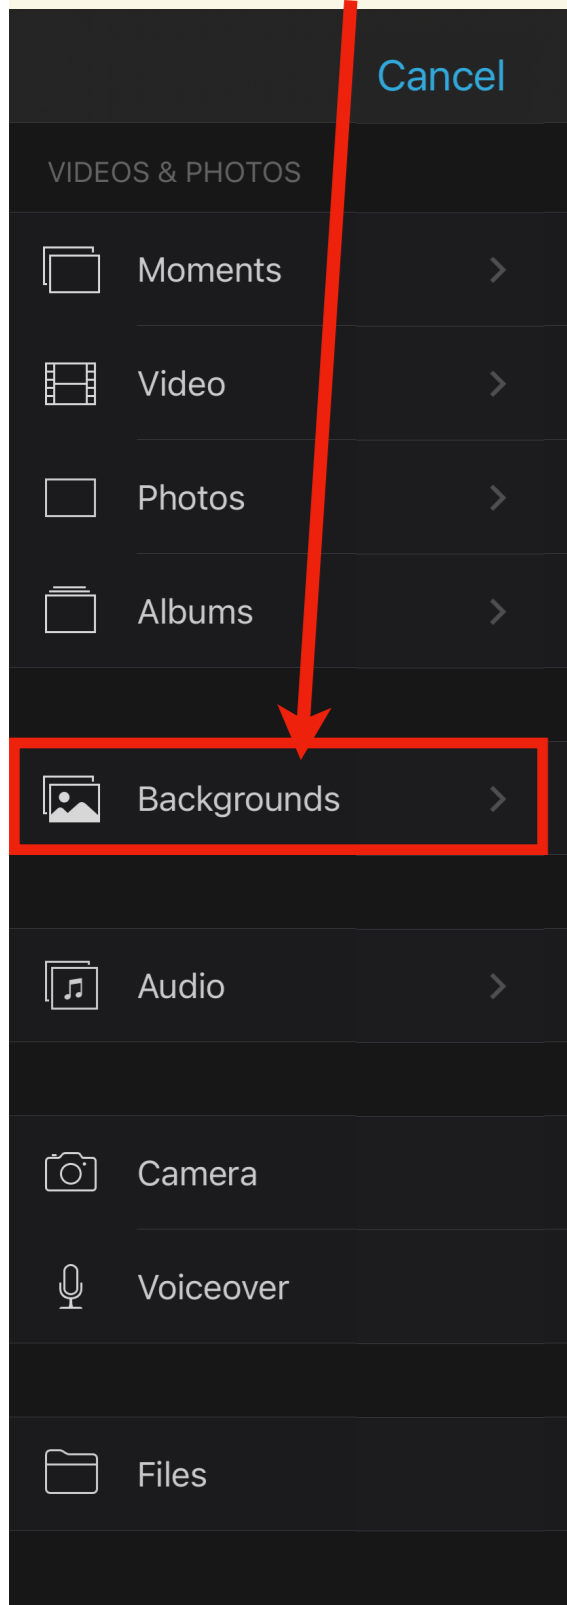 Cancel
VIDEOS & PHOTOS
Moments
Video
Photos
Albums
Backgrounds
Audio
Camera
Voiceover
Files